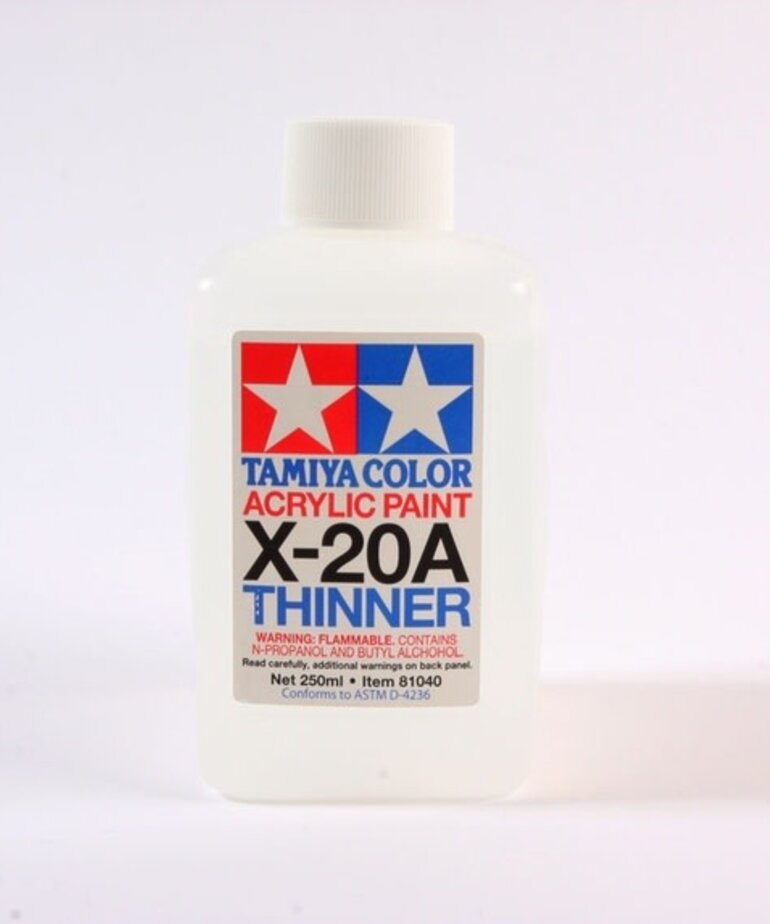 TAMIYA COLOR
ACRYLIC PAINT
X-20A
THINNER
WARNING: FLAMMABLE. CONTAINS
N-PROPANOL AND BUTYL ALCHOHOL.
Read carefully, additional warnings on back panel.
Net 250ml • Item 81040
Conforms to ASTM D-4236